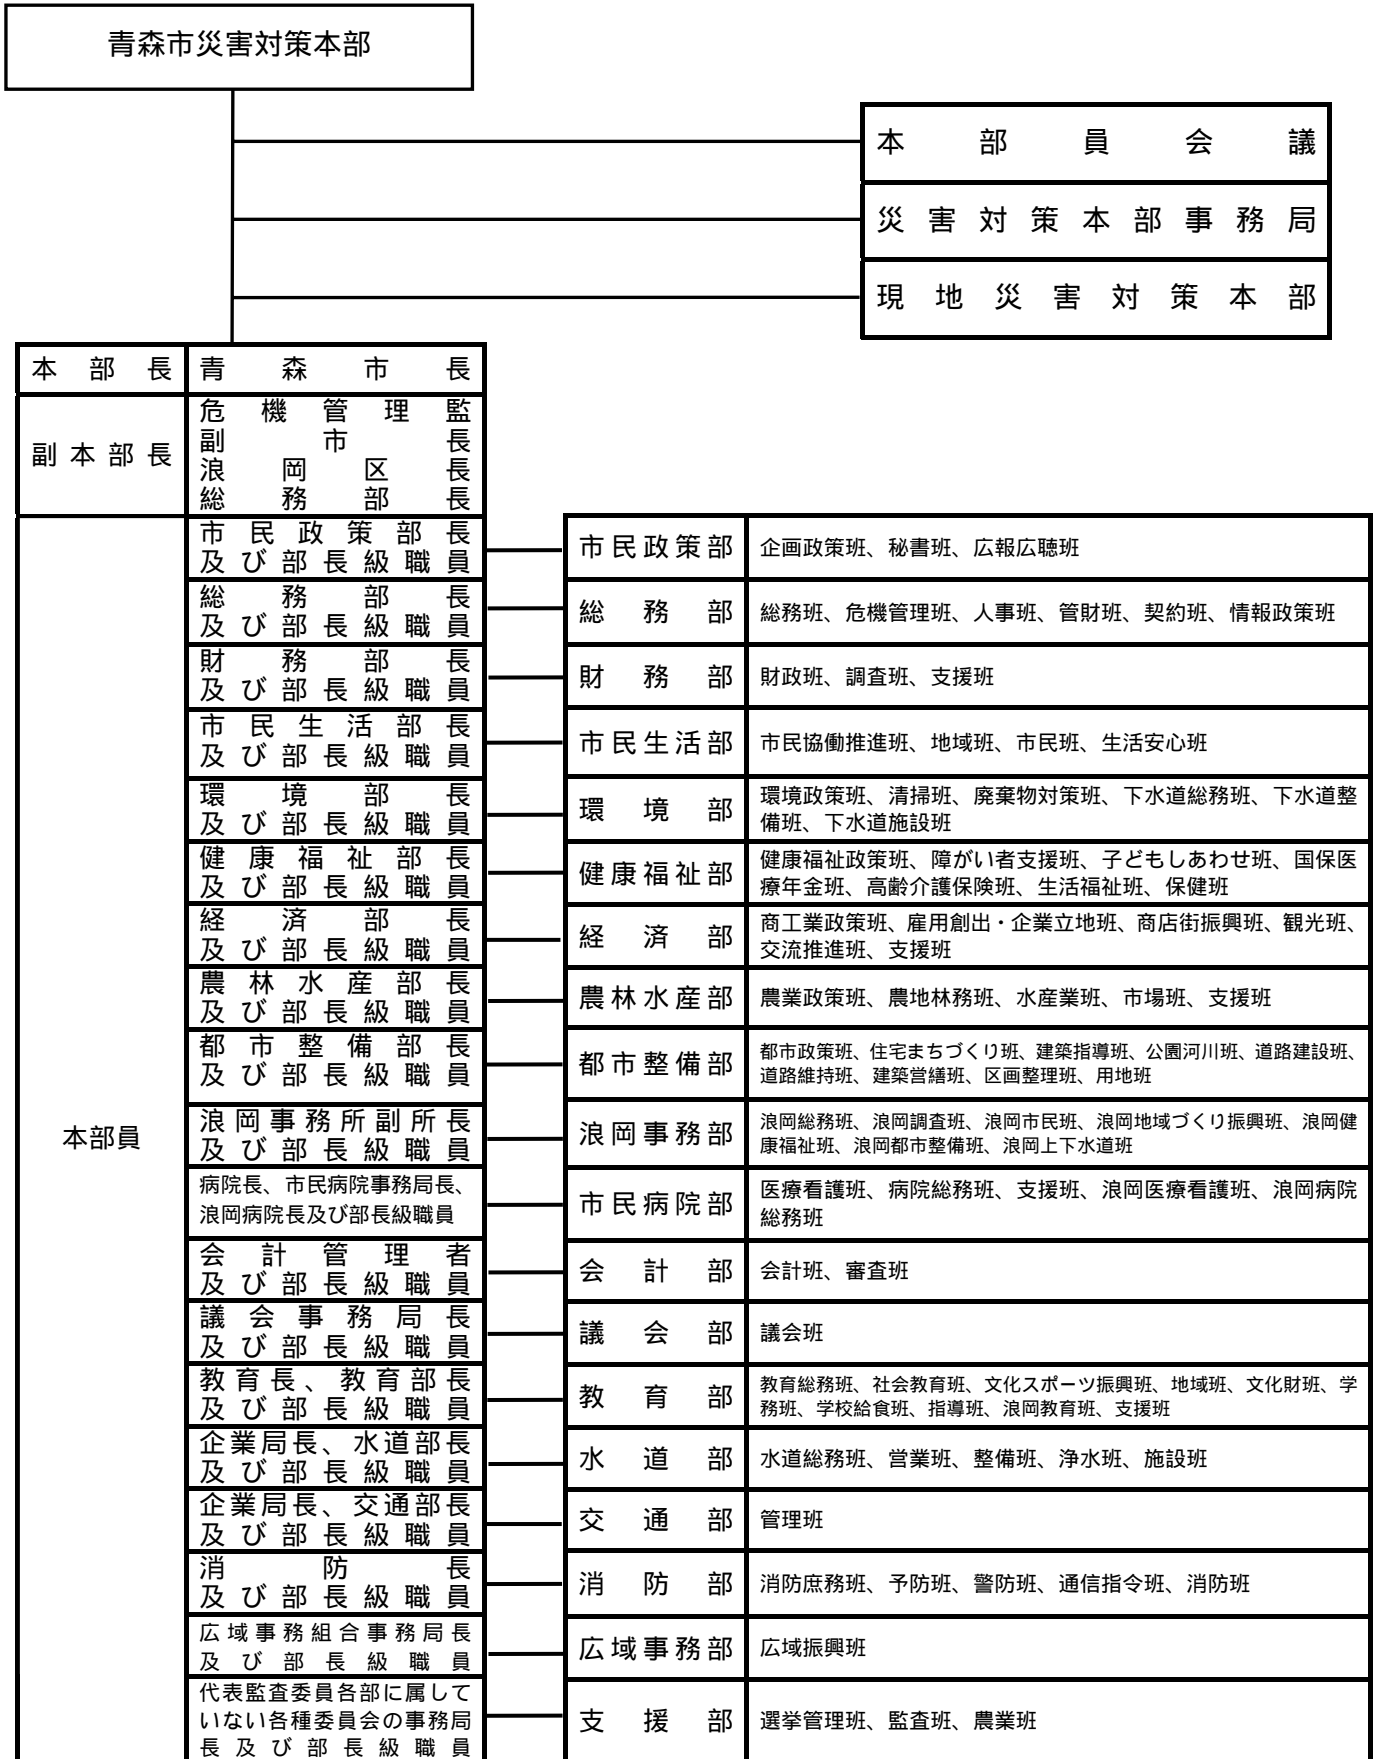 青森市災害対策本部
本部員会議
災害対策本部事務局
現地災害対策本部
本部長
青森市長
副本部長
危機管理監
副市長
浪岡区長
総務部長
本部員
市民政策部長
及び部長級職員
市民政策部
企画政策班、秘書班、広報広聴班
総務部長
及び部長級職員
総務部
総務班、危機管理班、人事班、管財班、契約班、情報政策班
財務部長
及び部長級職員
財務部
財政班、調査班、支援班
市民生活部長
及び部長級職員
市民生活部
市民協働推進班、地域班、市民班、生活安心班
環境部長
及び部長級職員
環境部
環境政策班、清掃班、廃棄物対策班、下水道総務班、下水道整
備班、下水道施設班
健康福祉部長
及び部長級職員
健康福祉部
健康福祉政策班、障がい者支援班、子どもしあわせ班、国保医
療年金班、高齢介護保険班、生活福祉班、保健班
経済部長
及び部長級職員
経済部
商工業政策班、雇用創出・企業立地班、商店街振興班、観光班、
交流推進班、支援班
農林水産部長
及び部長級職員
農林水産部
農業政策班、農地林務班、水産業班、市場班、支援班
都市整備部長
及び部長級職員
都市整備部
都市政策班、住宅まちづくり班、建築指導班、公園河川班、道路建設班、
道路維持班、建築営繕班、区画整理班、用地班
浪岡事務所副所長
及び部長級職員
浪岡事務部
浪岡総務班、浪岡調査班、浪岡市民班、浪岡地域づくり振興班、浪岡健
康福祉班、浪岡都市整備班、浪岡上下水道班
病院長、市民病院事務局長、
浪岡病院長及び部長級職員
市民病院部
医療看護班、病院総務班、支援班、浪岡医療看護班、浪岡病院
総務班
会計管理者
及び部長級職員
会計部
会計班、審査班
議会事務局長
及び部長級職員
議会部
議会班
教育長、教育部長
及び部長級職員
教育部
教育総務班、社会教育班、文化スポーツ振興班、地域班、文化財班、学
務班、学校給食班、指導班、浪岡教育班、支援班
企業局長、水道部長
及び部長級職員
水道部
水道総務班、営業班、整備班、浄水班、施設班
企業局長、交通部長
及び部長級職員
交通部
管理班
消防長
及び部長級職員
消防部
消防庶務班、予防班、警防班、通信指令班、消防班
広域事務組合事務局長
及び部長級職員
広域事務部
広域振興班
代表監査委員各部に属して
いない各種委員会の事務局
長及び部長級職員
支援部
選挙管理班、監査班、農業班